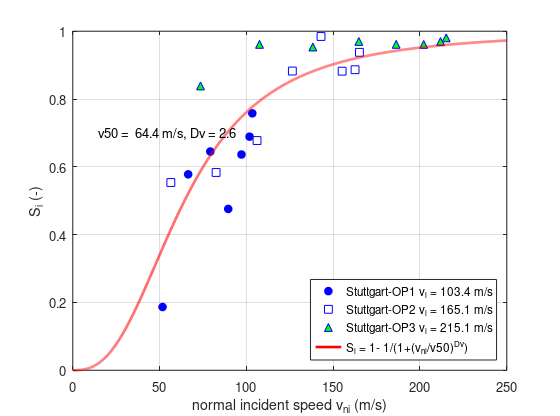 1
0.8
v50 =  64.4 m/s, Dv = 2.6
0.6
0.4
0.2
0
S_i (-)
Stuttgart-OP1 v_i = 103.4 m/s
Stuttgart-OP2 v_i = 165.1 m/s
Stuttgart-OP3 v_i = 215.1 m/s
S_i = 1- 1/(1+(v_ni/v50)^Dv)
0 50 100 150 200 250
normal incident speed v_ni (m/s)